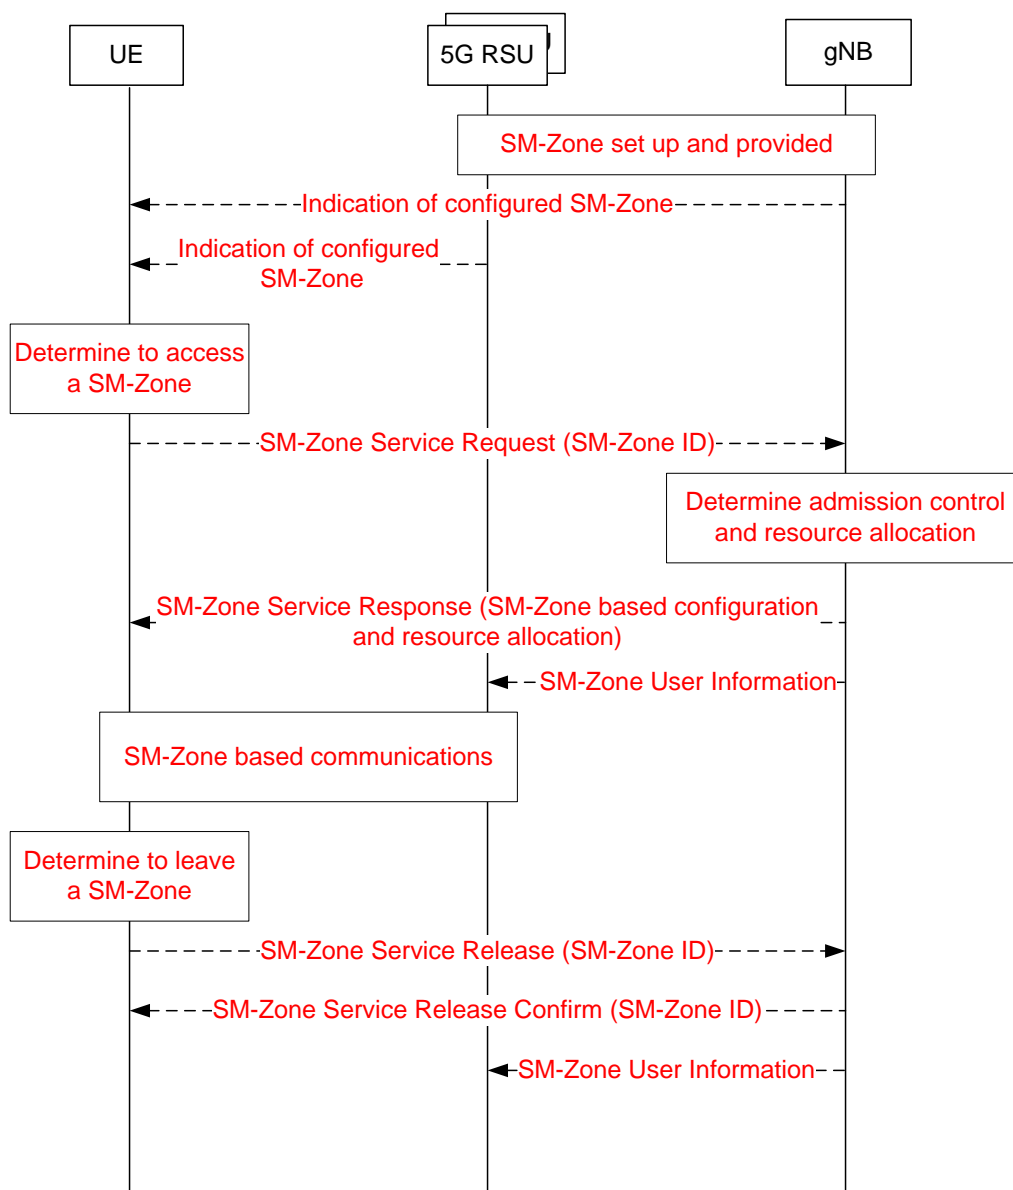 UE
5G RSU
gNB
SM-Zone set up and provided
Indication of configured SM-Zone
Indication of configured
SM-Zone
Determine to access
a SM-Zone
SM-Zone Service Request (SM-Zone ID)
Determine admission control
and resource allocation
SM-Zone Service Response (SM-Zone based configuration
and resource allocation)
SM-Zone User Information
SM-Zone based communications
Determine to leave
a SM-Zone
SM-Zone Service Release (SM-Zone ID)
SM-Zone Service Release Confirm (SM-Zone ID)
SM-Zone User Information